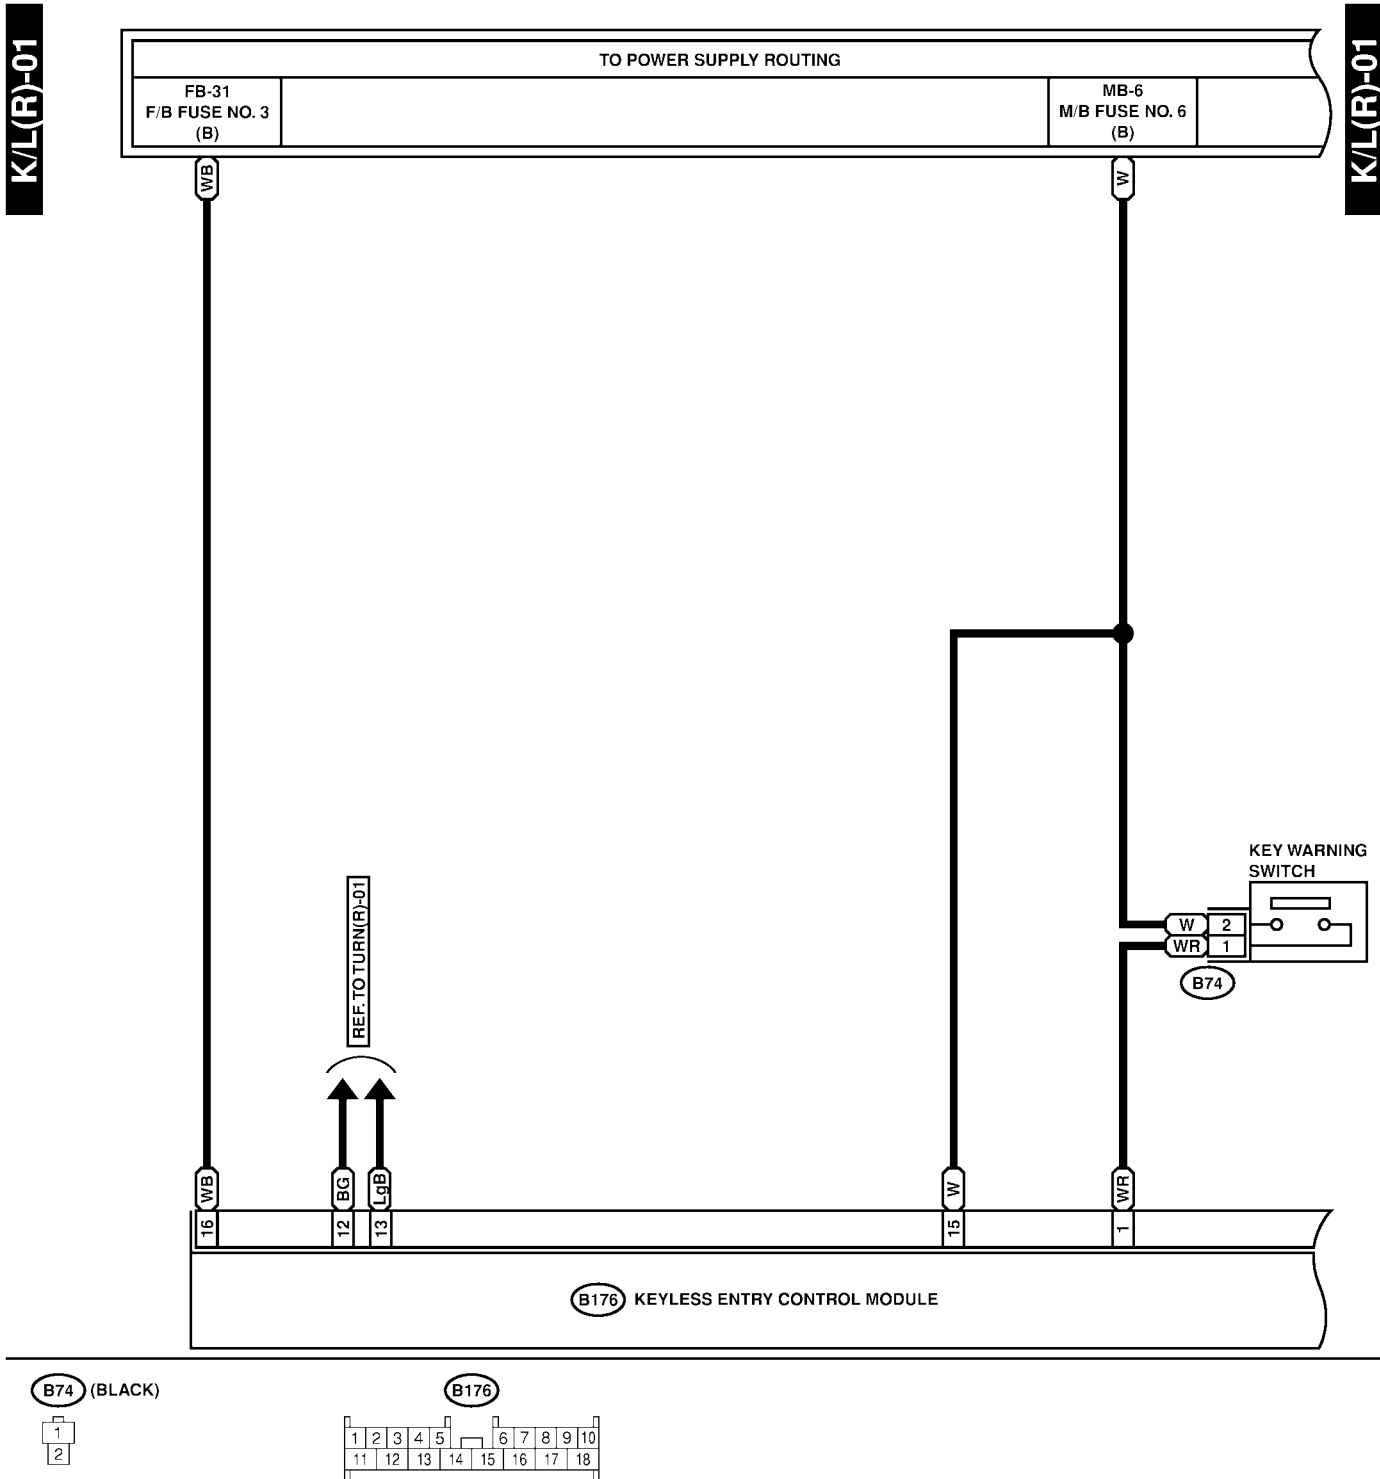 K/L(R)-01
K/L(R)-01
TO POWER SUPPLY ROUTING
FB-31
F/B FUSE NO. 3
(B)
MB-6
M/B FUSE NO. 6
(B)
WB
W
KEY WARNING
SWITCH
W 2
WR 1
B74
REF. TO TURN(R)-01
WB
BG
LgB
W
WR
16
12
13
15
1
B176 KEYLESS ENTRY CONTROL MODULE
B74 (BLACK)
1
2
B176
1 2 3 4 5 6 7 8 9 10
11 12 13 14 15 16 17 18